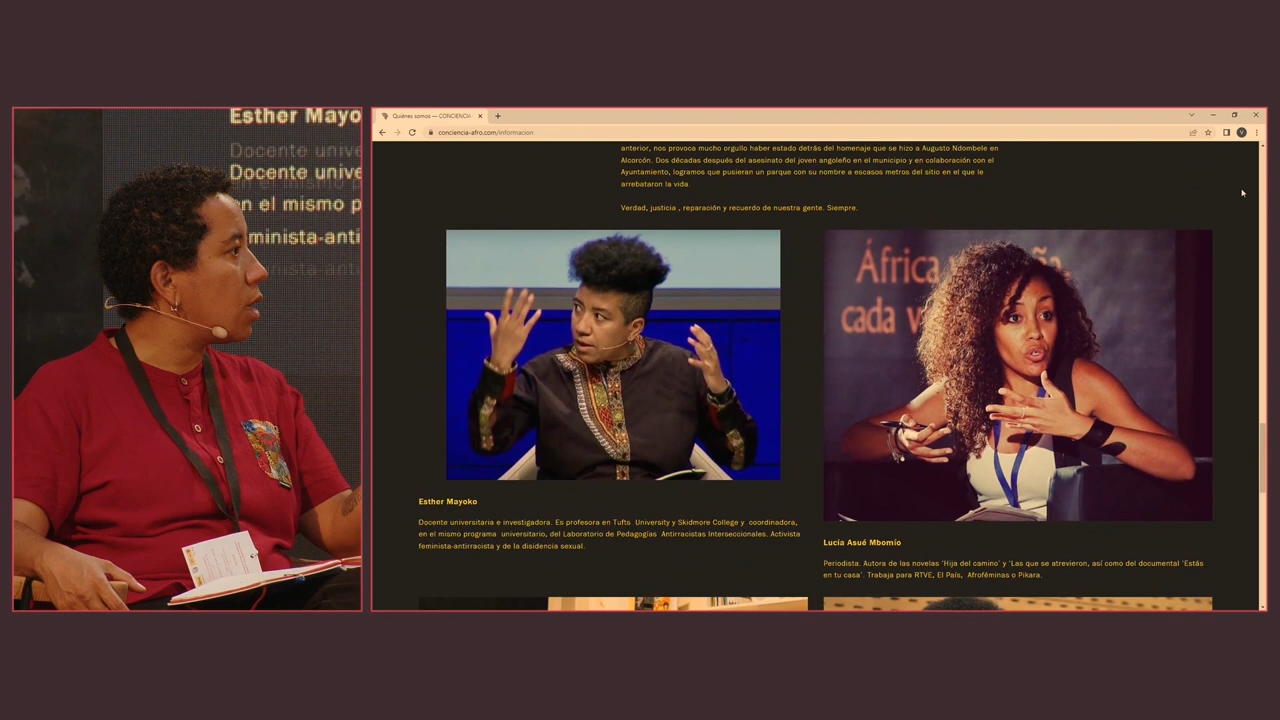 Esther Mayo
Docente unive
Docente unive
en el mismo p
minista-anti
Quiénes somos — CONCIENCIA
conciencia-afro.com/informacion
V
anterior, nos provoca mucho orgullo haber estado detrás del homenaje que se hizo a Augusto Ndombele en
Alcorcón. Dos décadas después del asesinato del joven angoleño en el municipio y en colaboración con el
Ayuntamiento, logramos que pusieran un parque con su nombre a escasos metros del sitio en el que le
arrebataron la vida.
Verdad, justicia , reparación y recuerdo de nuestra gente. Siempre.
África
cada v
Esther Mayoko
Docente universitaria e investigadora. Es profesora en Tufts University y Skidmore College y coordinadora,
en el mismo programa universitario, del Laboratorio de Pedagogías Antirracistas Interseccionales. Activista
feminista-antirracista y de la disidencia sexual.
Lucía Asué Mbomío
Periodista. Autora de las novelas 'Hija del camino' y 'Las que se atrevieron, así como del documental 'Estás
en tu casa'. Trabaja para RTVE, El País, Afroféminas o Pikara.